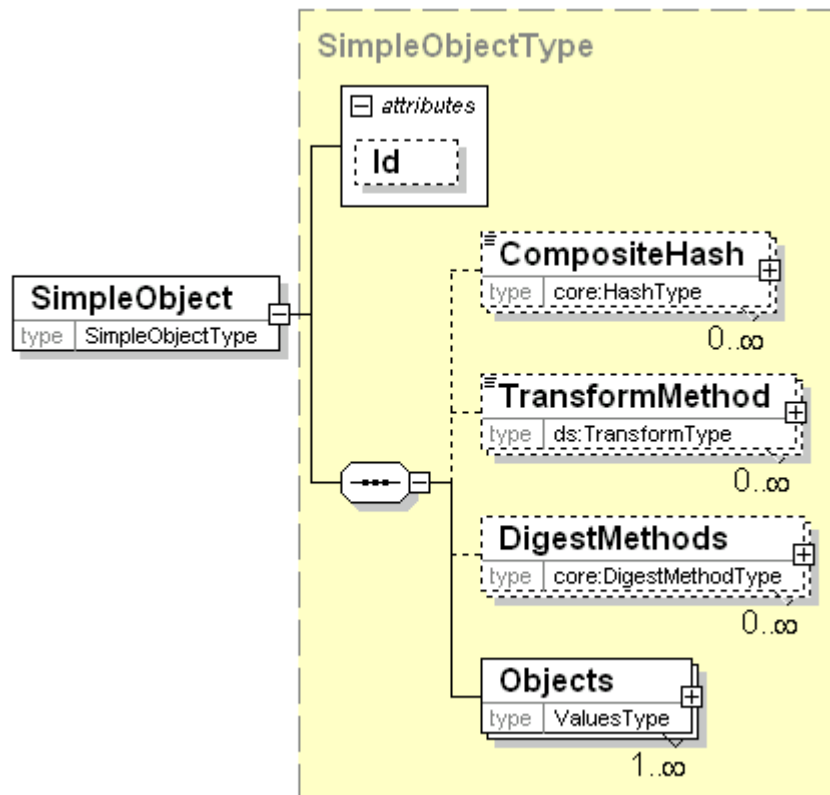 SimpleObjectType
attributes
Id
CompositeHash
type core:HashType
0..∞
SimpleObject
type SimpleObjectType
TransformMethod
type ds:TransformType
0..∞
DigestMethods
type core:DigestMethodType
0..∞
Objects
type ValuesType
1..∞